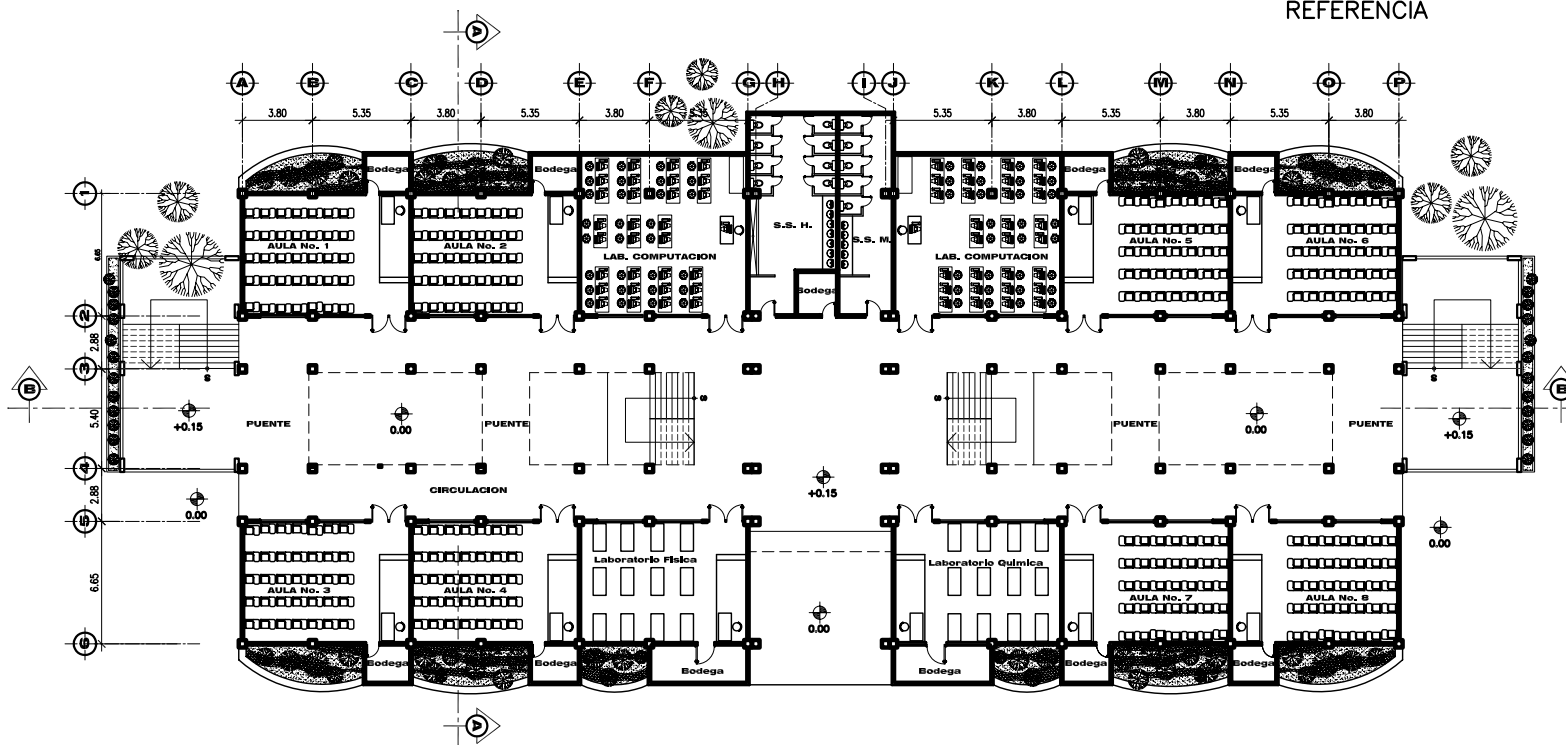 REFERENCIA
A
A B C D E F G H I J K L M N O P
3.80 5.35 3.80 5.35 3.80 5.35 5.35 3.80 5.35 3.80 5.35 3.80
Bodega Bodega Bodega Bodega
1
S.S. H. S.S. M.
AULA No. 1 AULA No. 2 AULA No. 5 AULA No. 6
LAB. COMPUTACION LAB. COMPUTACION
6.65
Bodega
2
2.88
3
S S S S
B B
5.40
+0.15 PUENTE 0.00 PUENTE PUENTE 0.00 PUENTE +0.15
4
+0.15
CIRCULACION
2.88
0.00 0.00
5
Laboratorio Fisica Laboratorio Quimica
6.65
AULA No. 3 AULA No. 4 AULA No. 7 AULA No. 8
0.00
6
Bodega Bodega Bodega Bodega Bodega Bodega
A